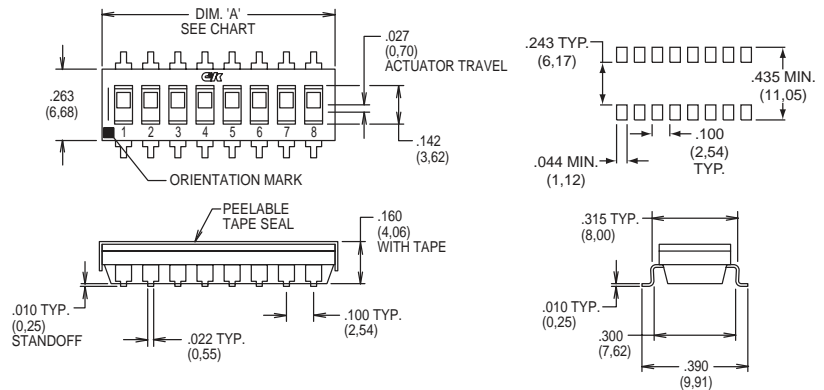 DIM. 'A'
SEE CHART
.027
(0,70)
ACTUATOR TRAVEL
.263
(6,68)
CK
1 2 3 4 5 6 7 8
.142
(3,62)
ORIENTATION MARK
.243 TYP.
(6,17)
.435 MIN.
(11,05)
.044 MIN.
(1,12)
.100
(2,54)
TYP.
PEELABLE
TAPE SEAL
.160
(4,06)
WITH TAPE
.010 TYP.
(0,25)
STANDOFF
.022 TYP.
(0,55)
.100 TYP.
(2,54)
.315 TYP.
(8,00)
.010 TYP.
(0,25)
.300
(7,62)
.390
(9,91)